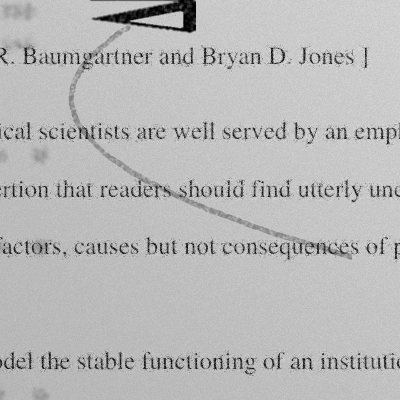 R. Baumgartner and Bryan D. Jones ]
ical scientists are well served by an emp
ertion that readers should find utterly unc
factors, causes but not consequences of p
odel the stable functioning of an institutio